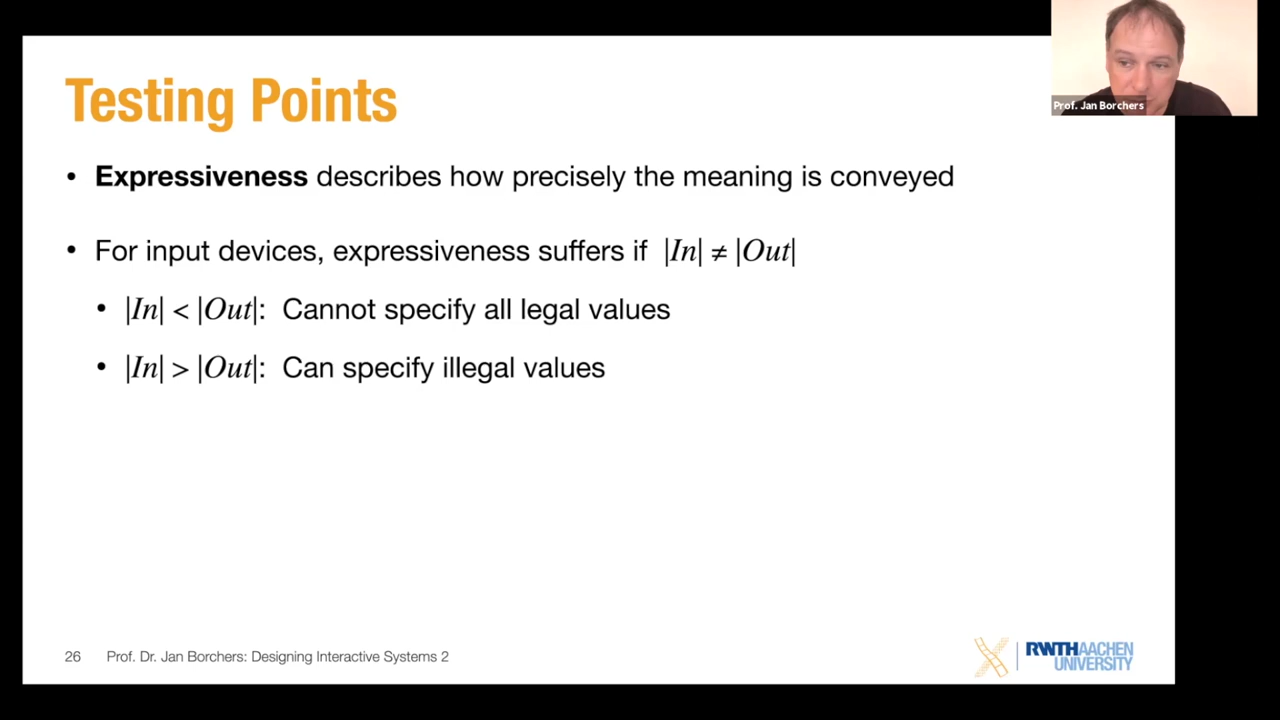 Testing Points
Prof. Jan Borchers
• Expressiveness describes how precisely the meaning is conveyed
• For input devices, expressiveness suffers if |In| ≠ |Out|
• |In| < |Out|: Cannot specify all legal values
• |In| > |Out|: Can specify illegal values
26 Prof. Dr. Jan Borchers: Designing Interactive Systems 2
RWTHAACHEN
UNIVERSITY